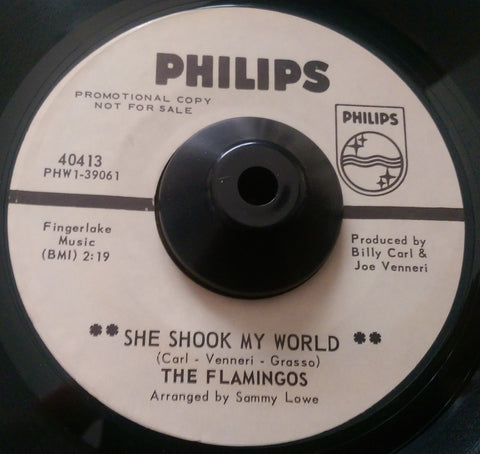 PHILIPS
PROMOTIONAL COPY
NOT FOR SALE
PHILIPS
40413
PHW1-39061
Fingerlake
Music
(BMI) 2:19
Produced by
Billy Carl &
Joe Venneri
** SHE SHOOK MY WORLD **
(Carl - Venneri - Grasso)
THE FLAMINGOS
Arranged by Sammy Lowe